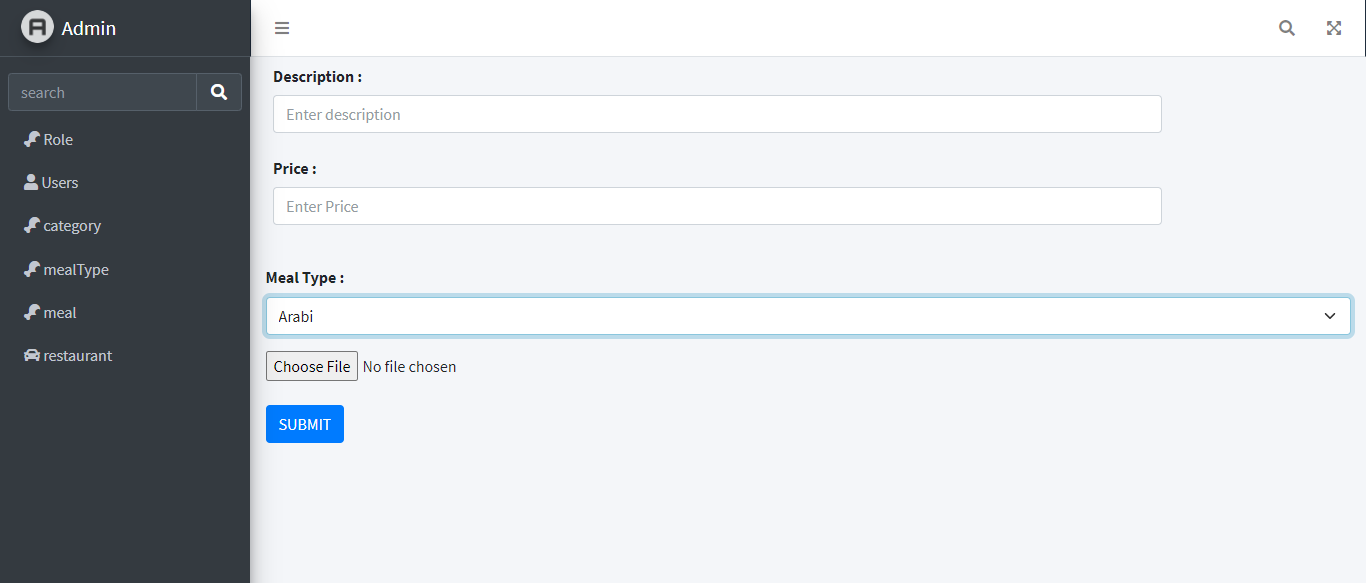 Admin
search
Role
Users
category
mealType
meal
restaurant
Description :
Enter description
Price :
Enter Price
Meal Type :
Arabi
Choose File No file chosen
SUBMIT